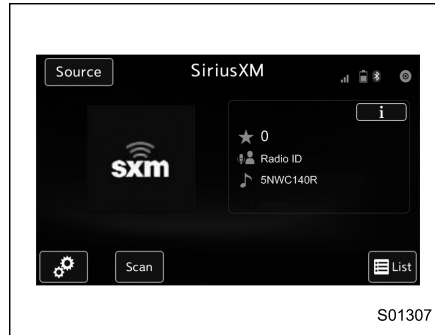 Source
SiriusXM
sxm
i
0
Radio ID
5NWC140R
Scan
List
S01307